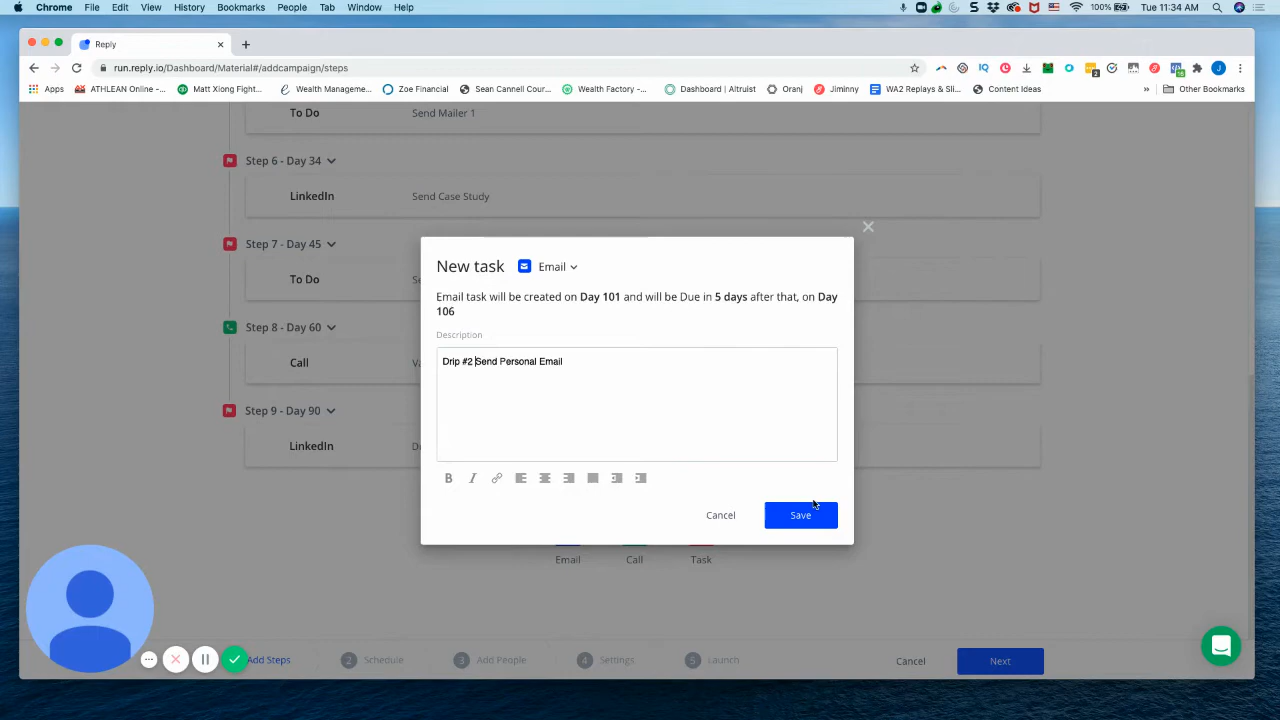 Chrome File Edit View History Bookmarks People Tab Window Help 100% Tue 11:34 AM
Reply
run.reply.io/Dashboard/Material#/addcampaign/steps
Apps ATHLEAN Online -... Matt Xiong Fight... Wealth Manageme... Zoe Financial Sean Cannell Cour... Wealth Factory -... Dashboard | Altruist Oranj Jiminny WA2 Replays & Sli... Content Ideas » Other Bookmarks
To Do Send Mailer 1
Step 6 - Day 34
LinkedIn Send Case Study
Step 7 - Day 45
To Do
Step 8 - Day 60
Call
Step 9 - Day 90
LinkedIn
New task Email
Email task will be created on Day 101 and will be Due in 5 days after that, on Day
106
Description
Drip #2 Send Personal Email
B I
Cancel Save
Email Call Task
Add Steps 2 Schedule 3 Add People 4 Settings 5 Launch Cancel Next